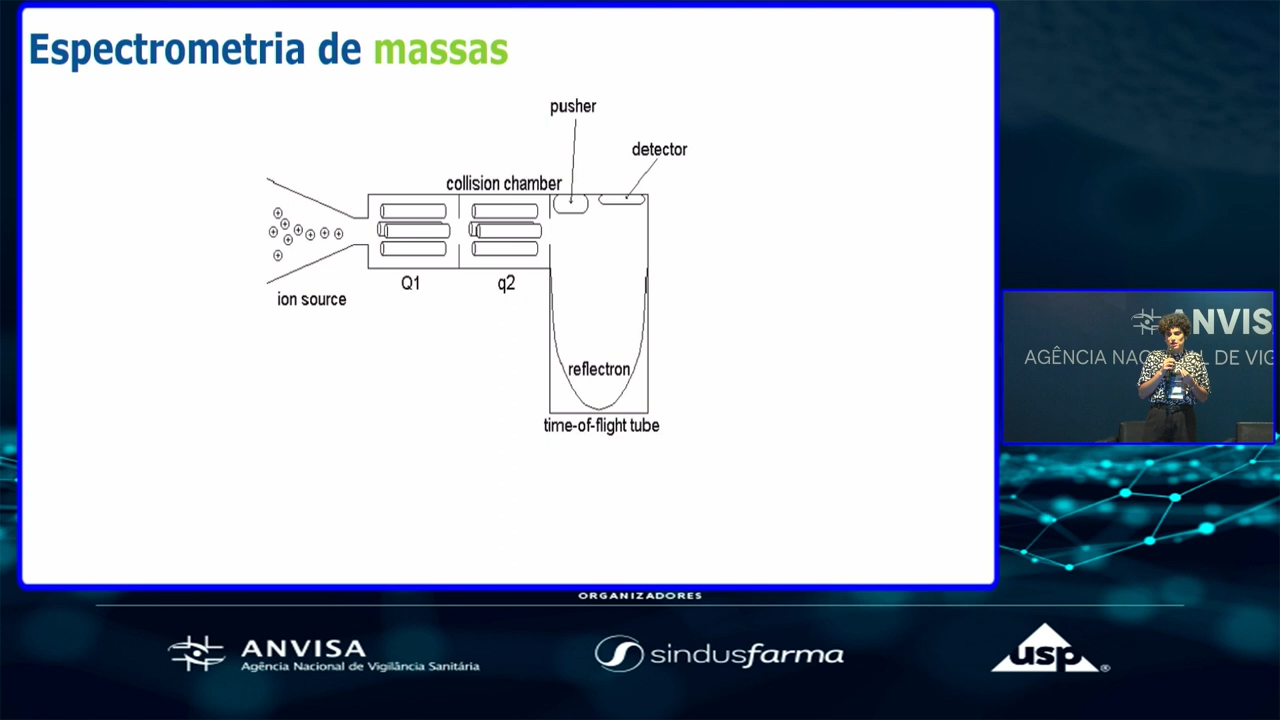 Espectrometria de massas
pusher
detector
collision chamber
Q1
q2
ion source
reflectron
time-of-flight tube
ANVIS
AGÊNCIA NAC L DE VIG
ORGANIZADORES
ANVISA
Agência Nacional de Vigilância Sanitária
sindusfarma
usp®